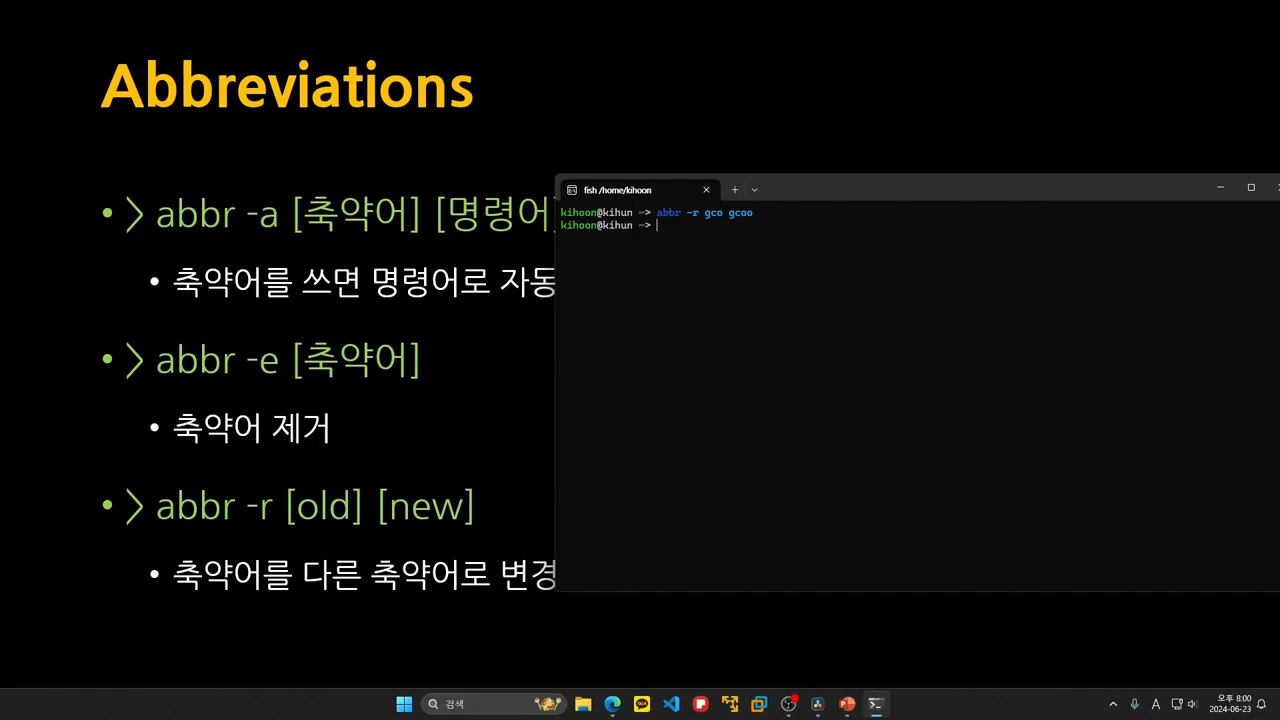 Abbreviations
• > abbr -a [축약어] [명령어]
• 축약어를 쓰면 명령어로 자동
• > abbr -e [축약어]
• 축약어 제거
• > abbr -r [old] [new]
• 축약어를 다른 축약어로 변경
fish /home/kihoon
kihoon@kihun ~> abbr -r gco gcoo
kihoon@kihun ~>
검색
TALK
A
오후 8:00
2024-06-23